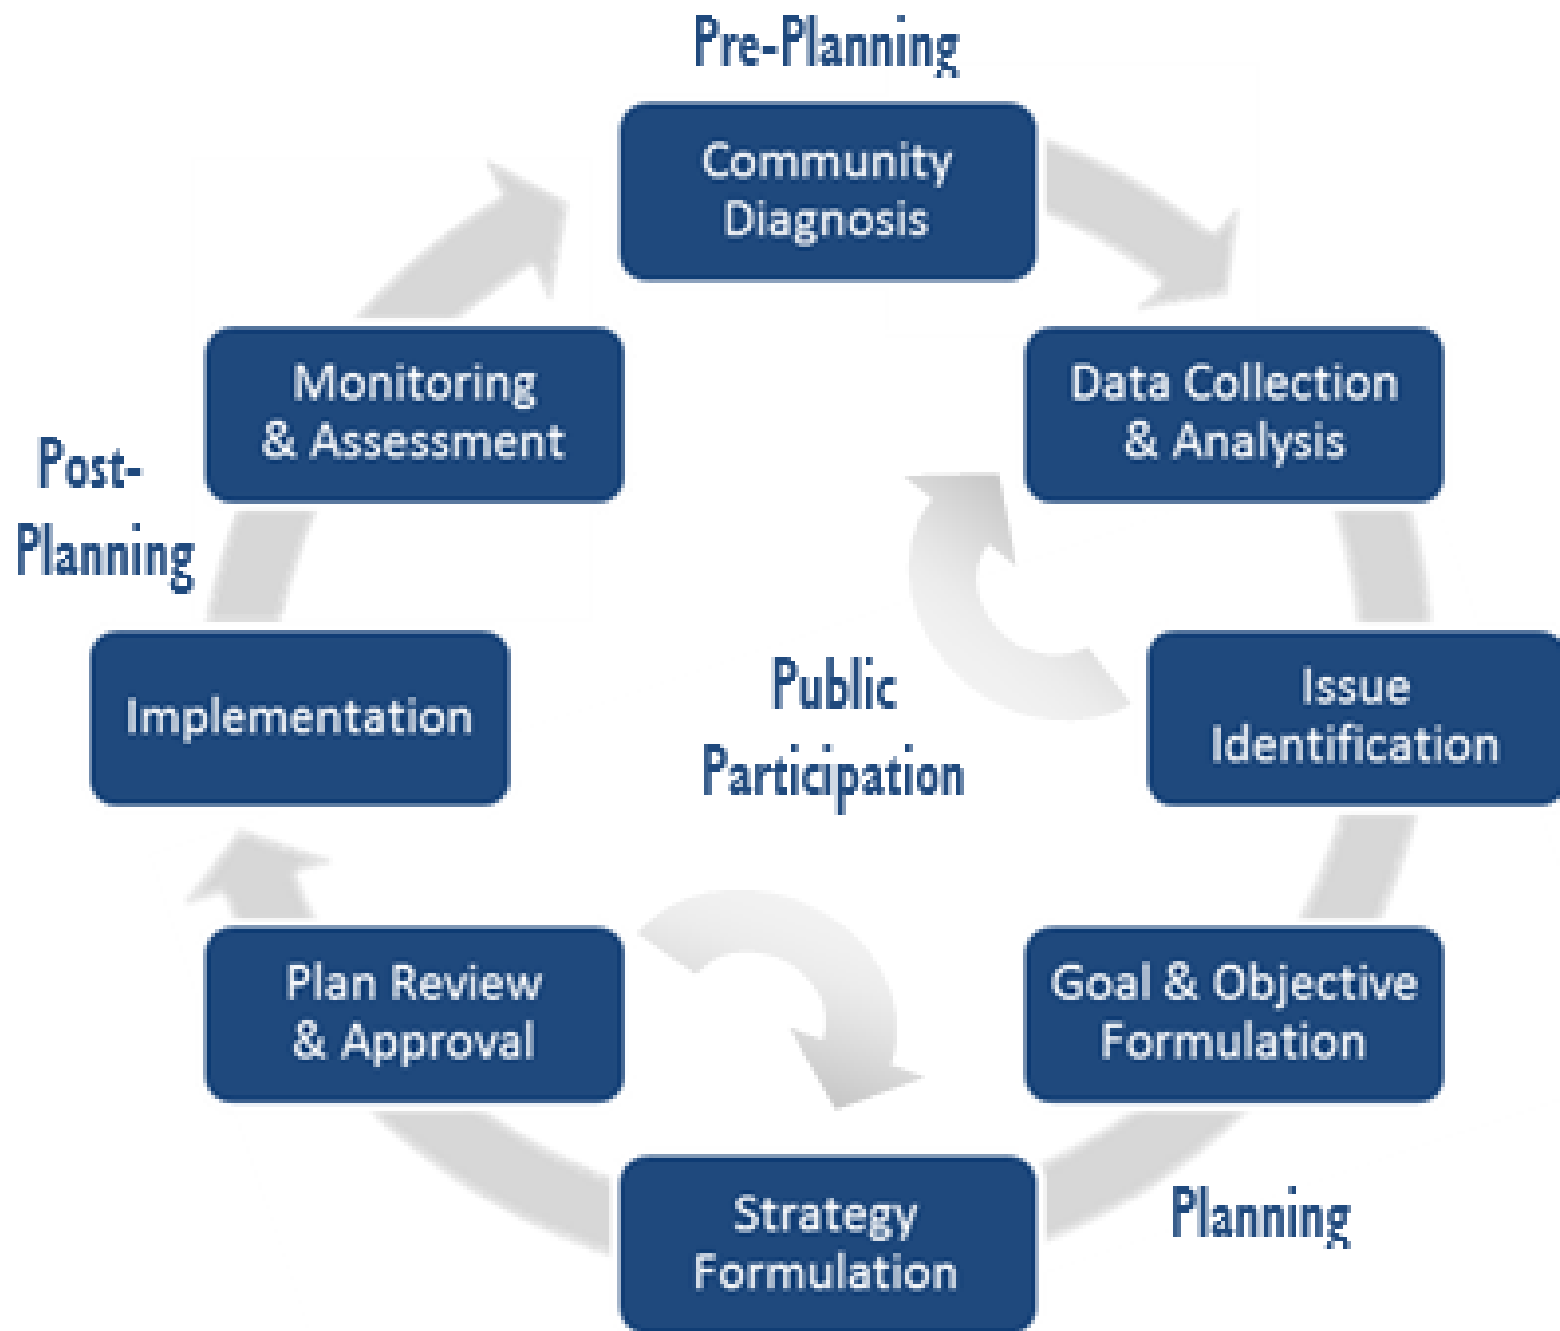 Pre-Planning
Community
Diagnosis
Data Collection
& Analysis
Issue
Identification
Goal & Objective
Formulation
Planning
Strategy
Formulation
Plan Review
& Approval
Implementation
Post-
Planning
Monitoring
& Assessment
Public
Participation